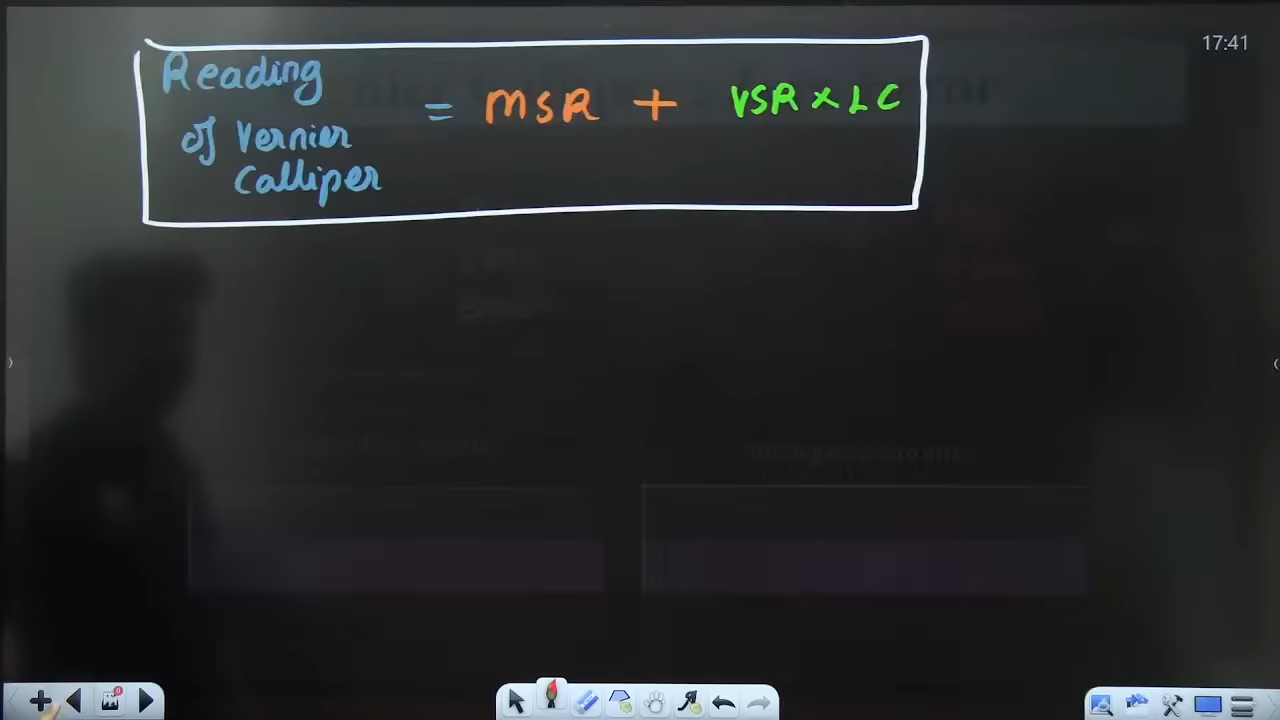 17:41
Reading
of Vernier
Calliper
= MSR + VSR × LC